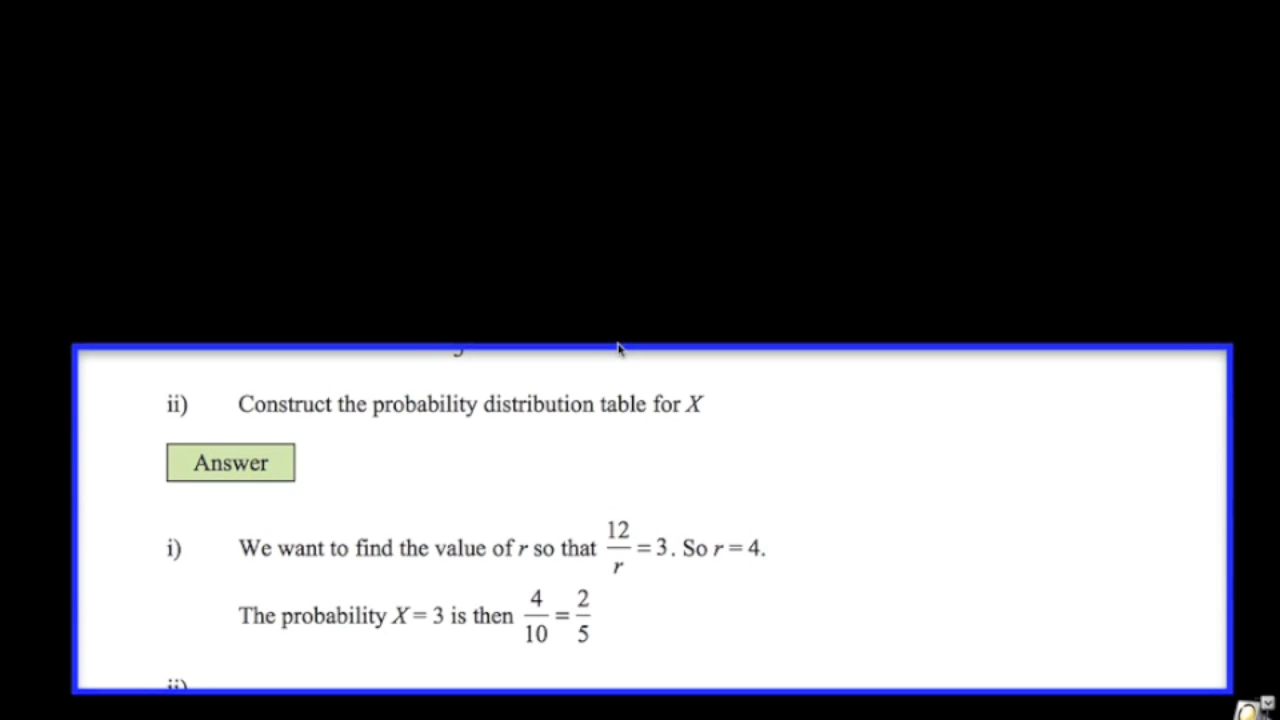 ii) Construct the probability distribution table for X
Answer
i) We want to find the value of r so that 12/r = 3. So r = 4.
The probability X = 3 is then 4/10 = 2/5
ii)